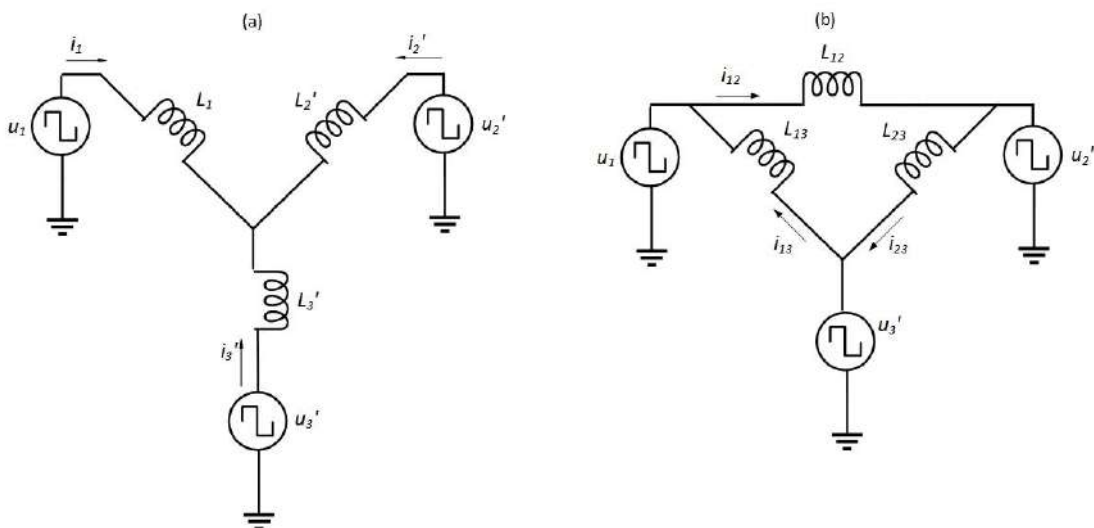 (a)
i1
i2'
L1
L2'
u1
u2'
L3'
i3'
u3'
(b)
L12
i12
L13
L23
u1
u2'
i13
i23
u3'